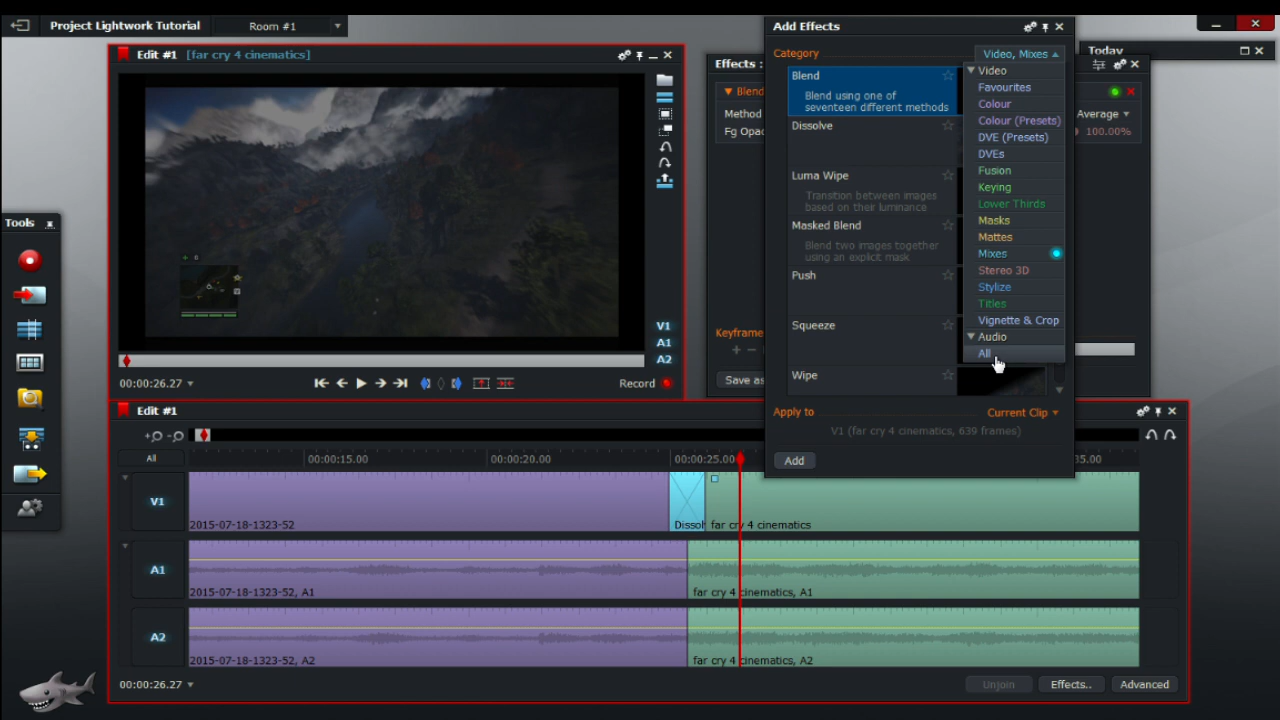 Project Lightwork Tutorial
Room #1
Edit #1 [far cry 4 cinematics]
V1
A1
A2
00:00:26.27
Record
Tools
Effects :
Blend
Method
Average
Fg Opac
100.00%
Keyframe
Save as
Today
Add Effects
Category
Video, Mixes
Blend
Blend using one of
seventeen different methods
Dissolve
Luma Wipe
Transition between images
based on their luminance
Masked Blend
Blend two images together
using an explicit mask
Push
Squeeze
Wipe
Video
Favourites
Colour
Colour (Presets)
DVE (Presets)
DVEs
Fusion
Keying
Lower Thirds
Masks
Mattes
Mixes
Stereo 3D
Stylize
Titles
Vignette & Crop
Audio
All
Apply to
Current Clip
V1 (far cry 4 cinematics, 639 frames)
Add
Edit #1
All
00:00:15.00
00:00:20.00
00:00:25.00
35.00
V1
2015-07-18-1323-52
Dissol
far cry 4 cinematics
A1
2015-07-18-1323-52, A1
far cry 4 cinematics, A1
A2
2015-07-18-1323-52, A2
far cry 4 cinematics, A2
00:00:26.27
Unjoin
Effects..
Advanced